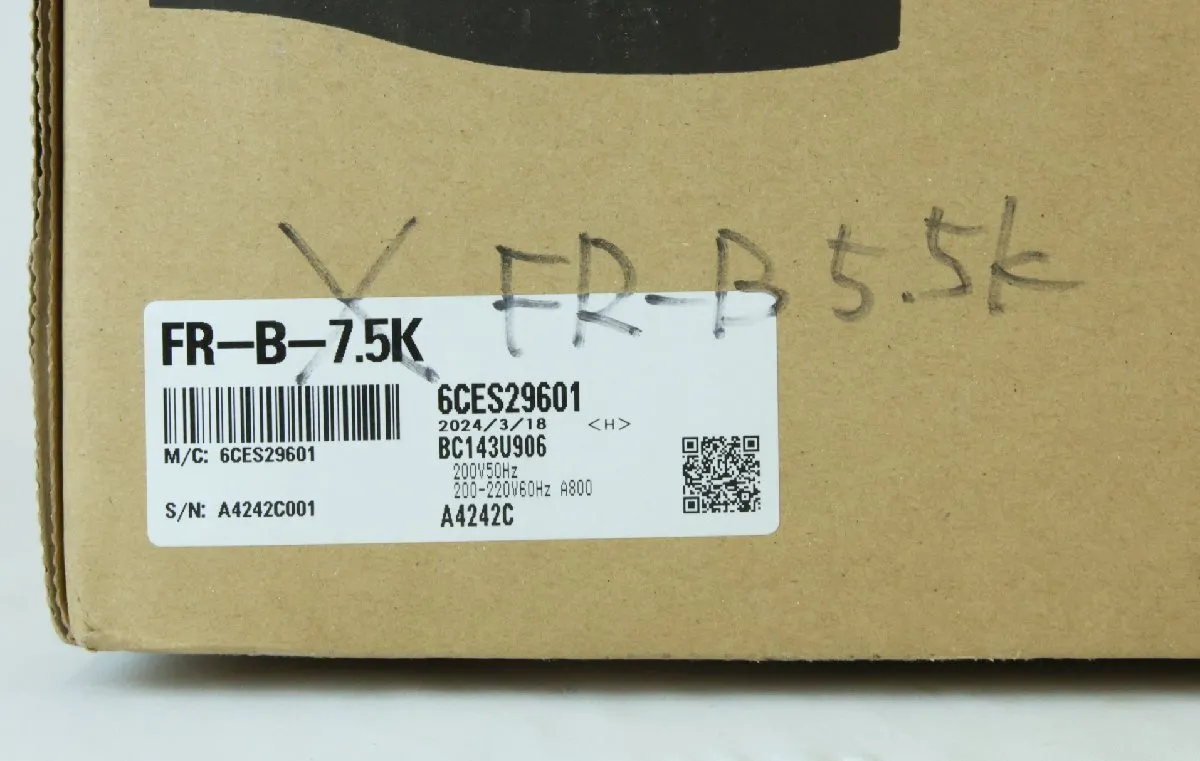 X FR-B 5.5K
FR-B-7.5K
6CES29601
2024/3/18 <H>
M/C: 6CES29601
BC143U906
200V50Hz
200-220V60Hz A800
S/N: A4242C001
A4242C